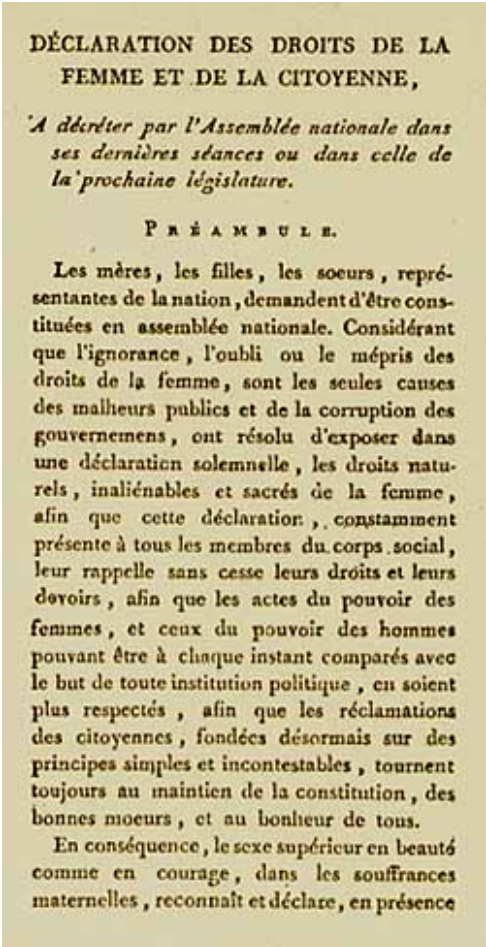 DÉCLARATION DES DROITS DE LA
FEMME ET DE LA CITOYENNE,
A décréter par l'Assemblée nationale dans
ses dernières séances ou dans celle de
la prochaine législature.
PRÉAMBULE.
Les mères, les filles, les soeurs, repré-
sentantes de la nation, demandent d'être cons-
tituées en assemblée nationale. Considérant
que l'ignorance, l'oubli ou le mépris des
droits de la femme, sont les seules causes
des malheurs publics et de la corruption des
gouvernemens, ont résolu d'exposer dans
une déclaration solemnelle, les droits natu-
rels, inaliénables et sacrés de la femme,
afin que cette déclaration, constamment
présente à tous les membres du corps social,
leur rappelle sans cesse leurs droits et leurs
devoirs, afin que les actes du pouvoir des
femmes, et ceux du pouvoir des hommes
pouvant être à chaque instant comparés avec
le but de toute institution politique, en soient
plus respectés, afin que les réclamations
des citoyennes, fondées désormais sur des
principes simples et incontestables, tournent
toujours au maintien de la constitution, des
bonnes moeurs, et au bonheur de tous.
En conséquence, le sexe supérieur en beauté
comme en courage, dans les souffrances
maternelles, reconnaît et déclare, en présence